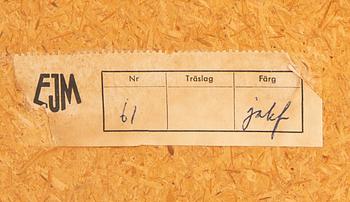 EJM
Nr Träslag Färg
61 jakf